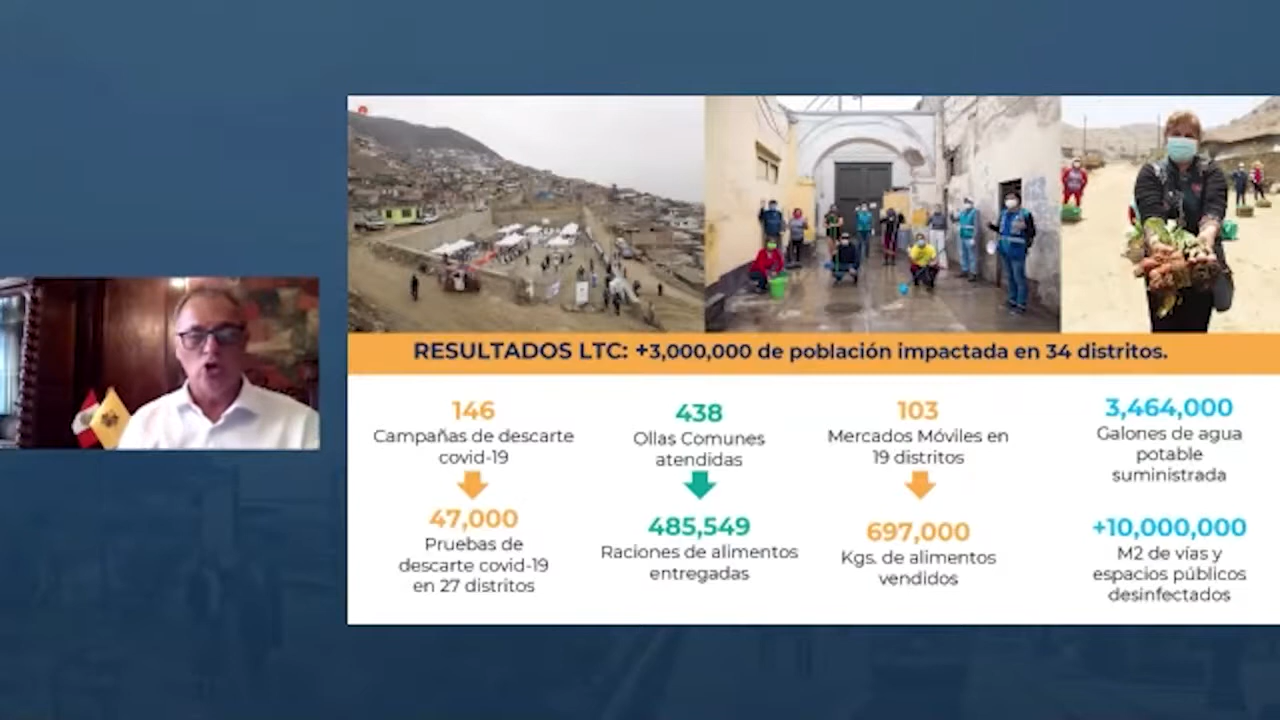 RESULTADOS LTC: +3,000,000 de población impactada en 34 distritos.
146
Campañas de descarte
covid-19
47,000
Pruebas de
descarte covid-19
en 27 distritos
438
Ollas Comunes
atendidas
485,549
Raciones de alimentos
entregadas
103
Mercados Móviles en
19 distritos
697,000
Kgs. de alimentos
vendidos
3,464,000
Galones de agua
potable
suministrada
+10,000,000
M2 de vías y
espacios públicos
desinfectados